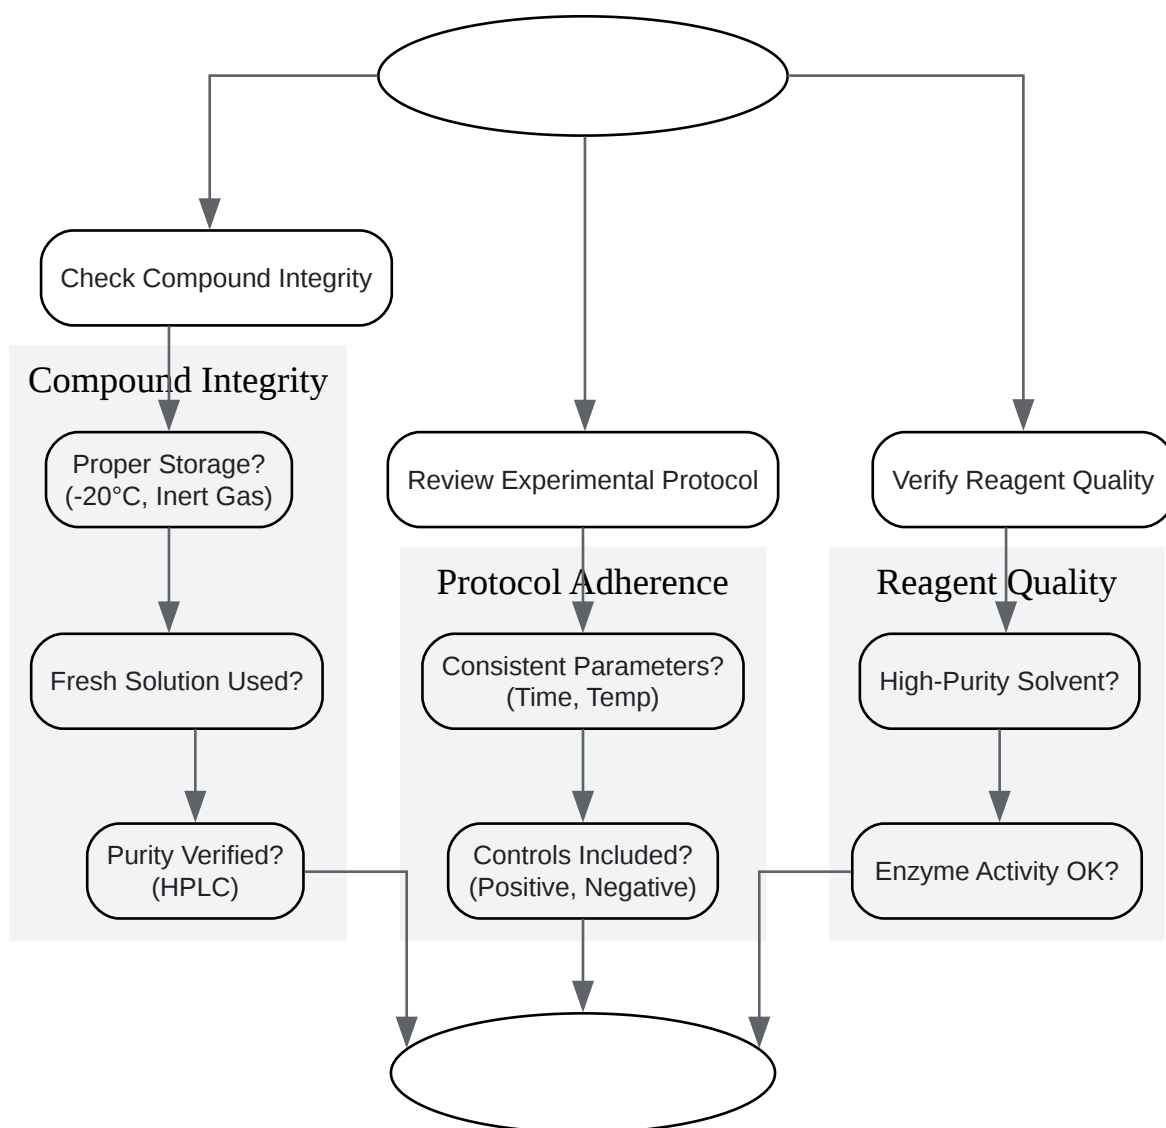 Check Compound Integrity
Compound Integrity
Proper Storage?
(-20°C, Inert Gas)
Fresh Solution Used?
Purity Verified?
(HPLC)
Review Experimental Protocol
Protocol Adherence
Consistent Parameters?
(Time, Temp)
Controls Included?
(Positive, Negative)
Verify Reagent Quality
Reagent Quality
High-Purity Solvent?
Enzyme Activity OK?